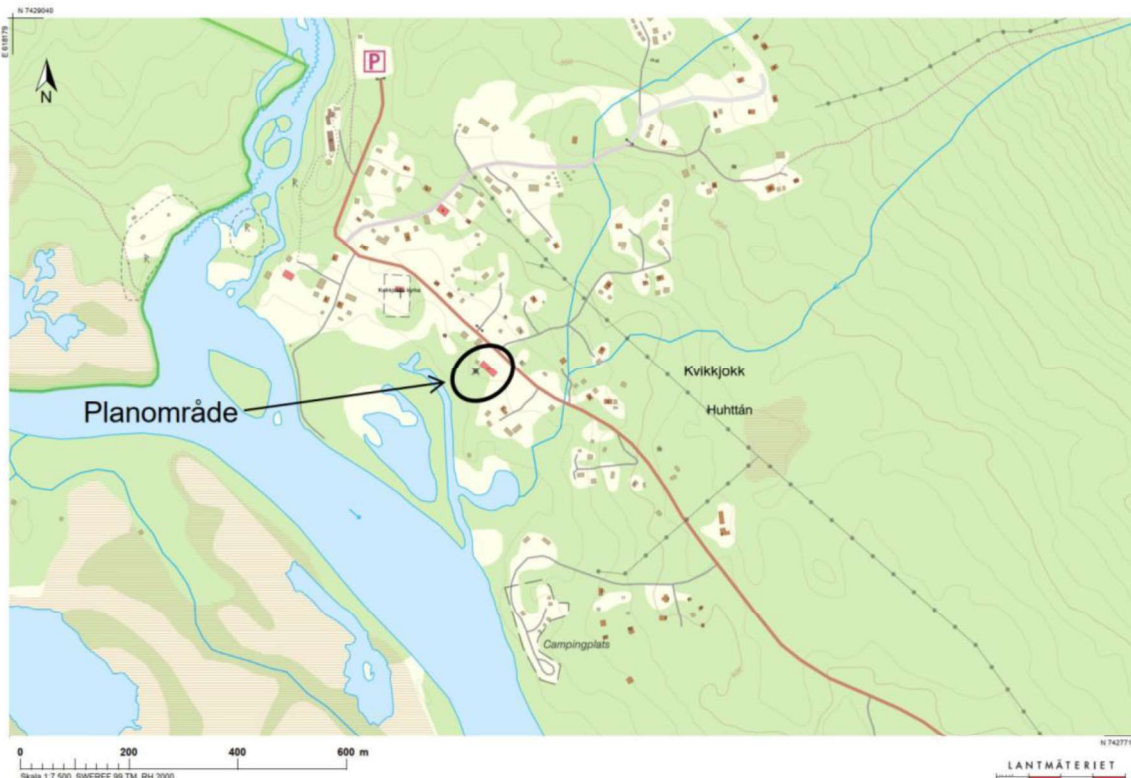 N 7429040
E 618179
P
N
Kvikkjokks kyrka
Kvikkjokk
Huhttán
Planområde
Campingplats
N 742771
0 200 400 600 m
Skala 1:7 500, SWEREF 99 TM, RH 2000.
LANTMÄTERIET